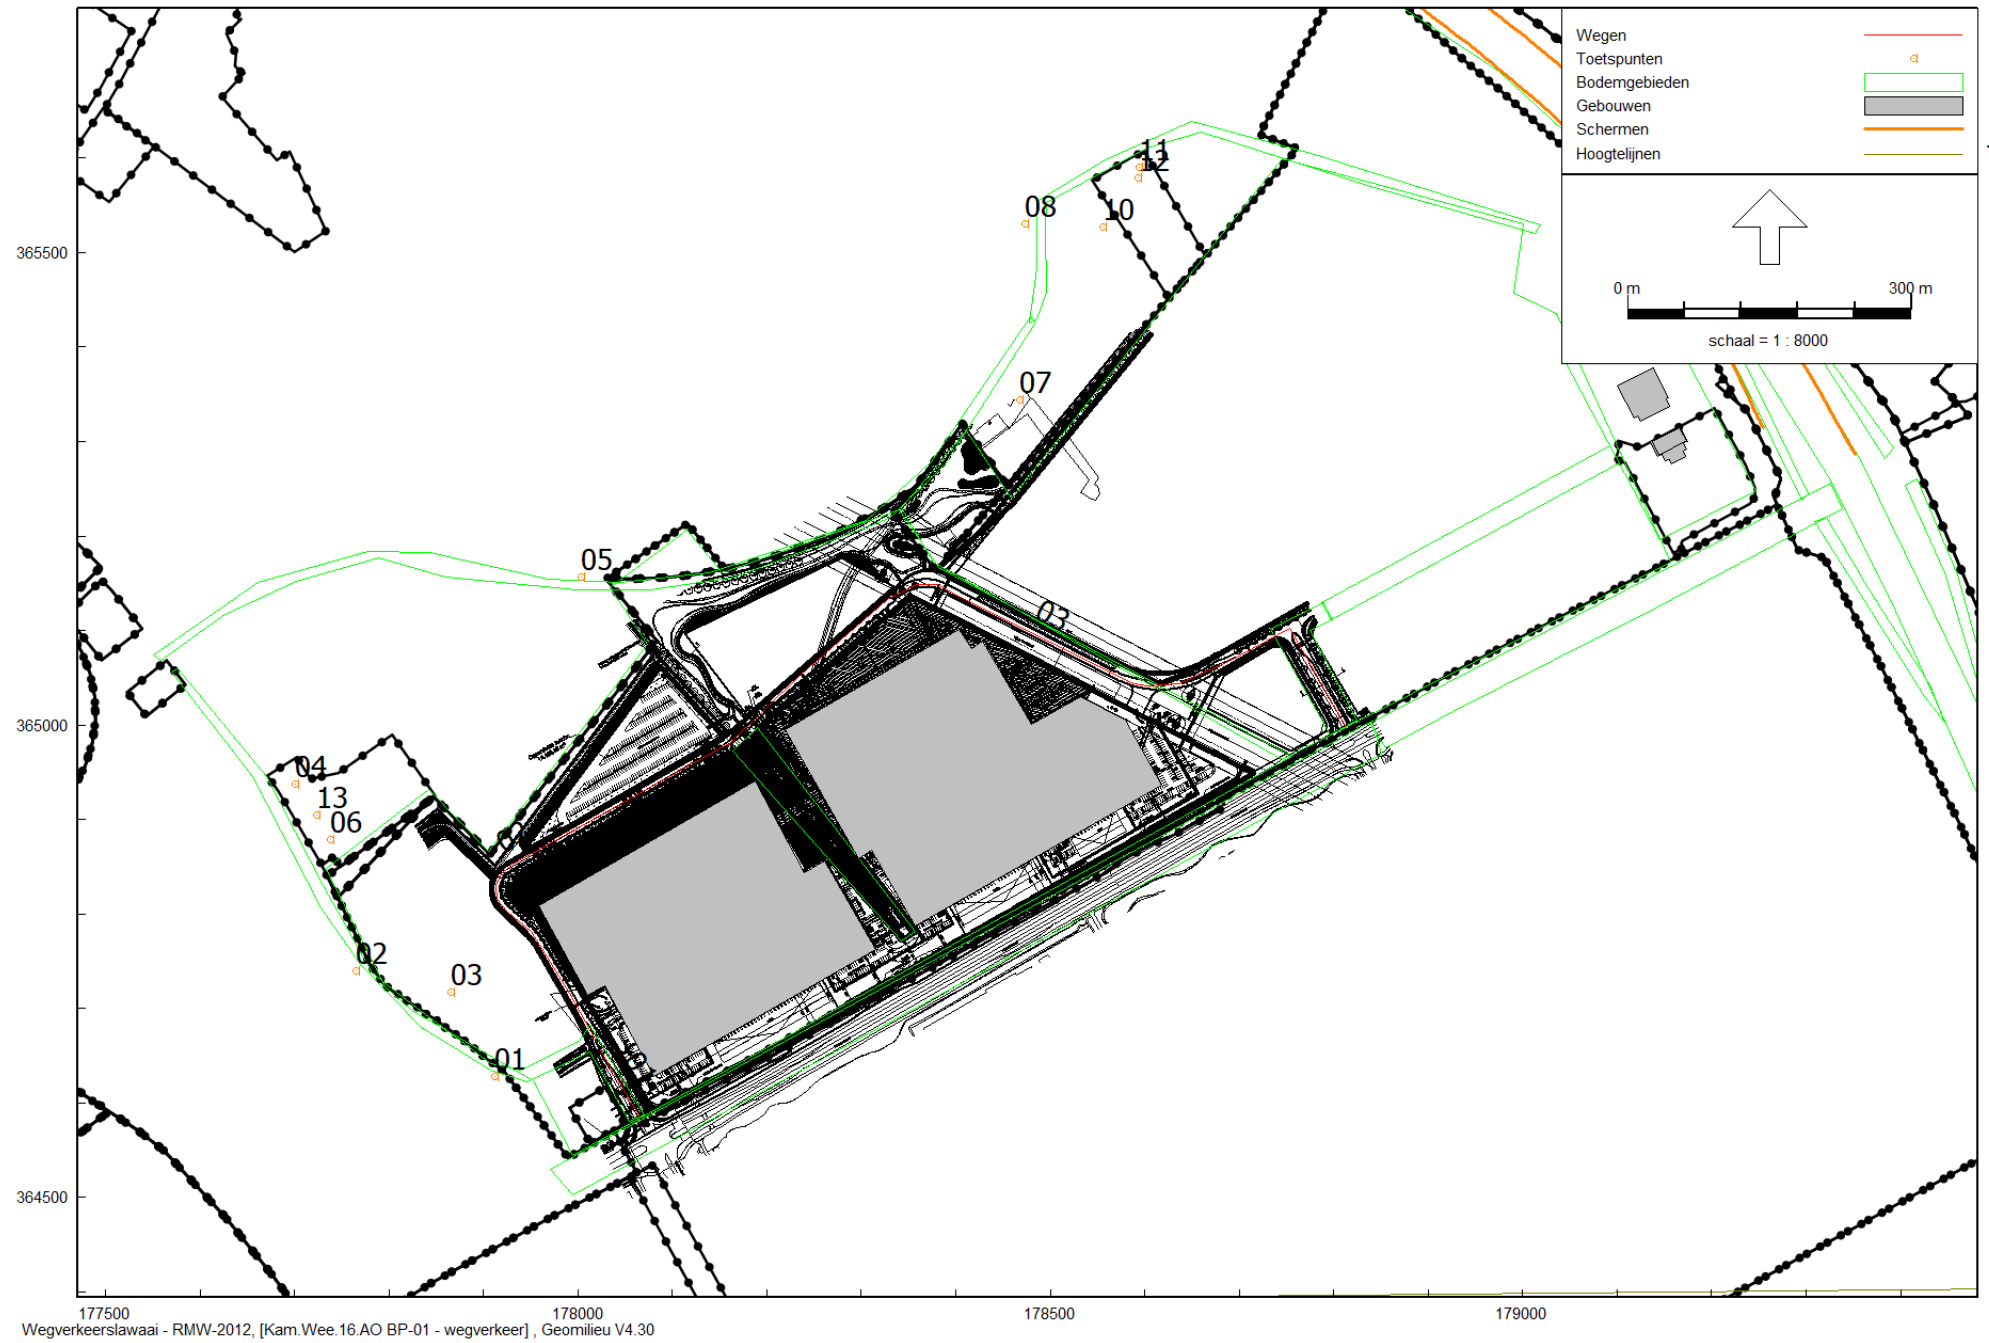 Wegen
Toetspunten
Bodemgebieden
Gebouwen
Schermen
Hoogtelijnen
0 m 300 m
schaal = 1 : 8000
11
12
08
10
365500
07
05
03
365000
04
13
06
02
03
01
364500
177500 178000 178500 179000
Wegverkeerslawaai - RMW-2012, [Kam.Wee.16.AO BP-01 - wegverkeer] , Geomilieu V4.30